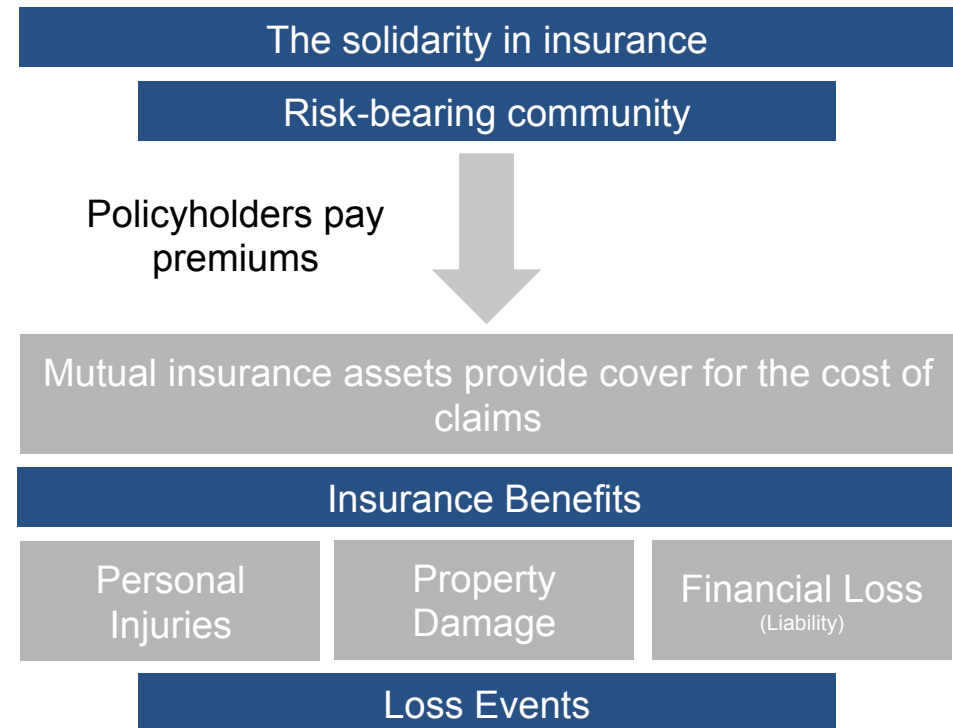 The solidarity in insurance
Risk-bearing community
Policyholders pay
premiums
Mutual insurance assets provide cover for the cost of
claims
Insurance Benefits
Personal
Injuries
Property
Damage
Financial Loss
(Liability)
Loss Events